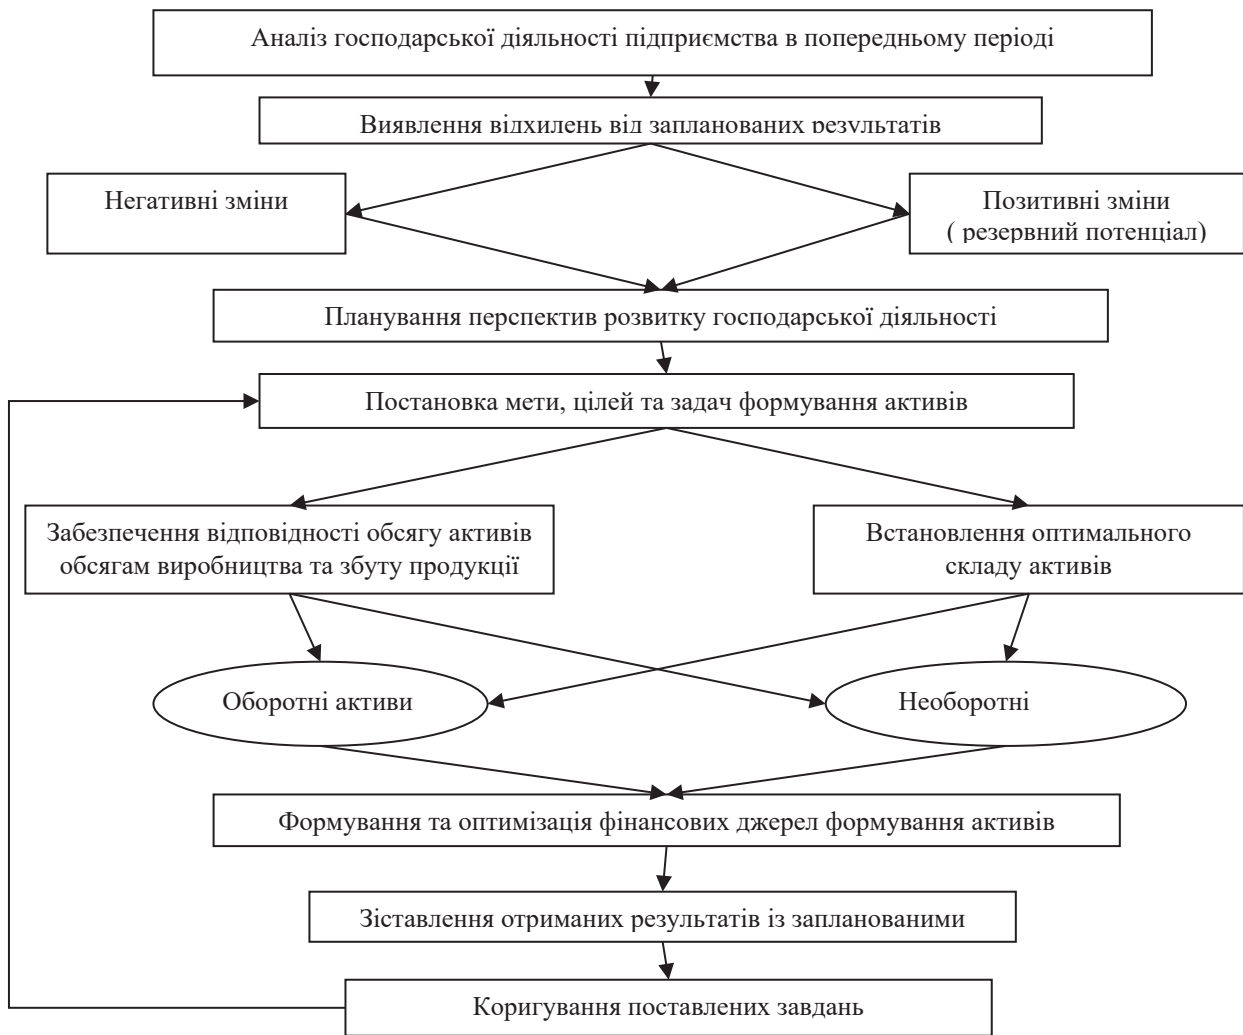 Аналіз господарської діяльності підприємства в попередньому періоді
Виявлення відхилень від запланованих результатів
Негативні зміни
Позитивні зміни
( резервний потенціал)
Планування перспектив розвитку господарської діяльності
Постановка мети, цілей та задач формування активів
Забезпечення відповідності обсягу активів
обсягам виробництва та збуту продукції
Встановлення оптимального
складу активів
Оборотні активи
Необоротні
Формування та оптимізація фінансових джерел формування активів
Зіставлення отриманих результатів із запланованими
Коригування поставлених завдань